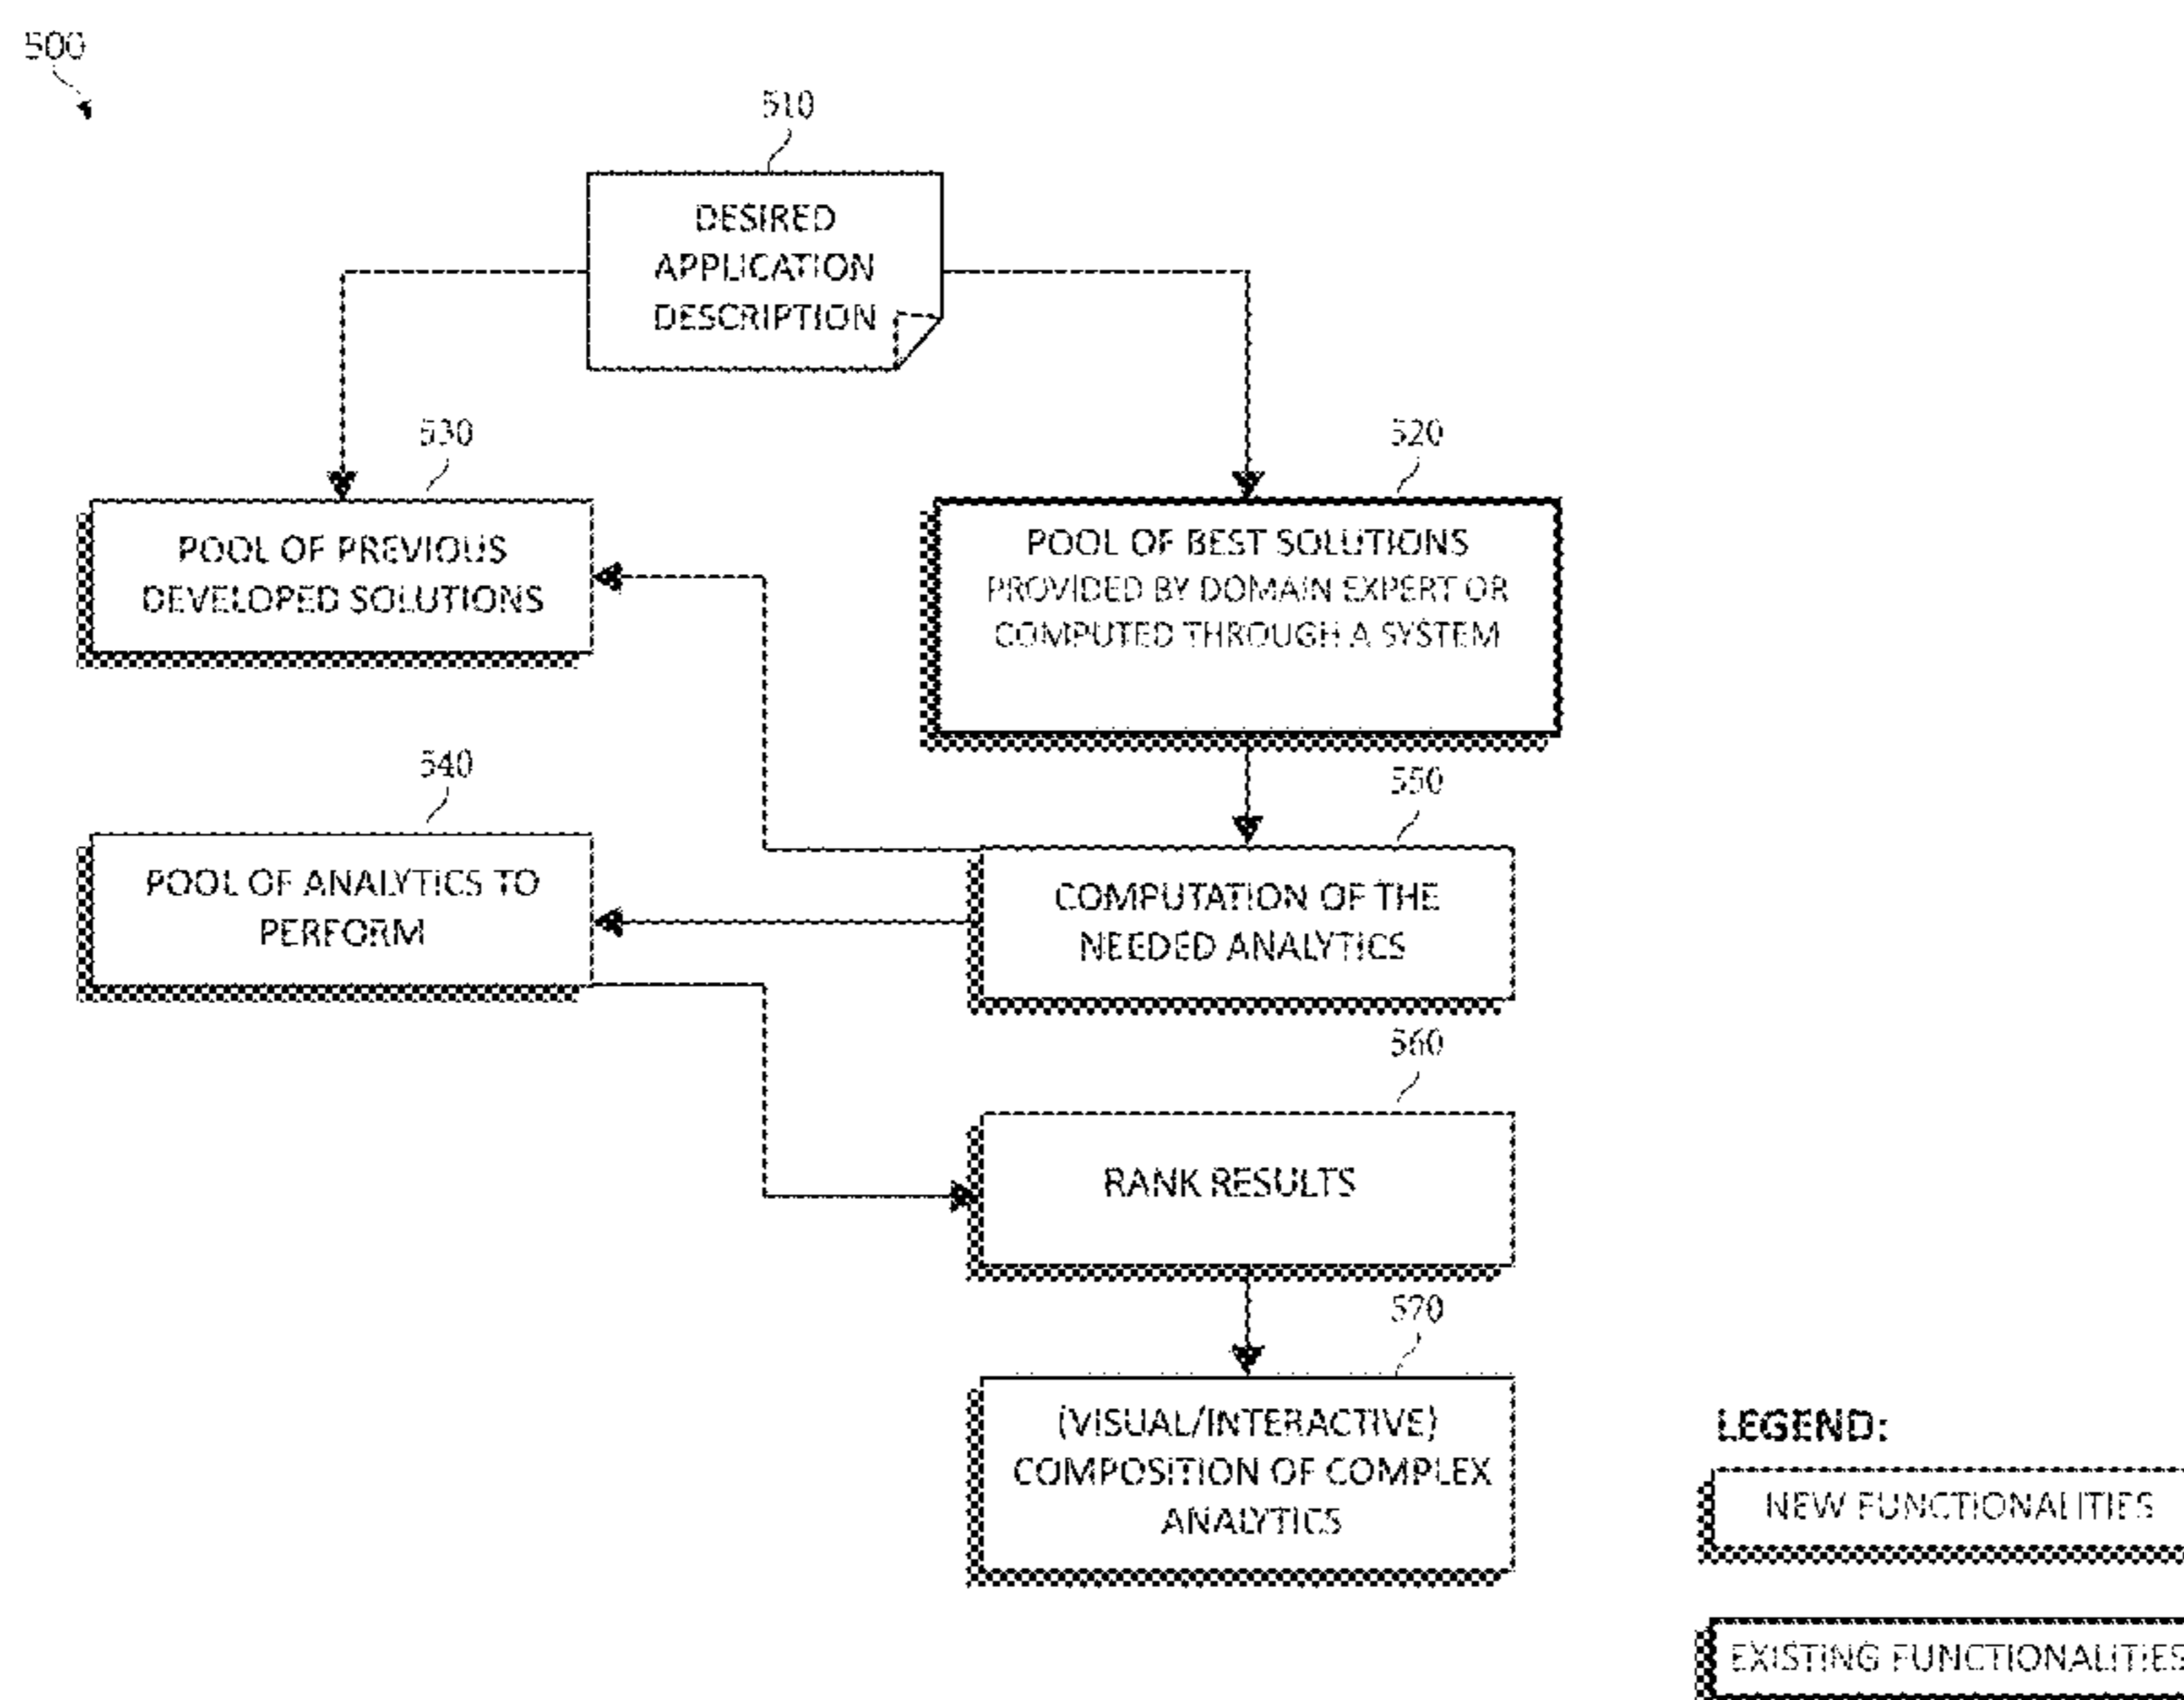 500
510
DESIRED
APPLICATION
DESCRIPTION
530
520
POOL OF PREVIOUS
DEVELOPED SOLUTIONS
POOL OF BEST SOLUTIONS
PROVIDED BY DOMAIN EXPERT OR
COMPUTED THROUGH A SYSTEM
540
550
POOL OF ANALYTICS TO
PERFORM
COMPUTATION OF THE
NEEDED ANALYTICS
560
RANK RESULTS
570
(VISUAL/INTERACTIVE)
COMPOSITION OF COMPLEX
ANALYTICS
LEGEND:
NEW FUNCTIONALITIES
EXISTING FUNCTIONALITIES